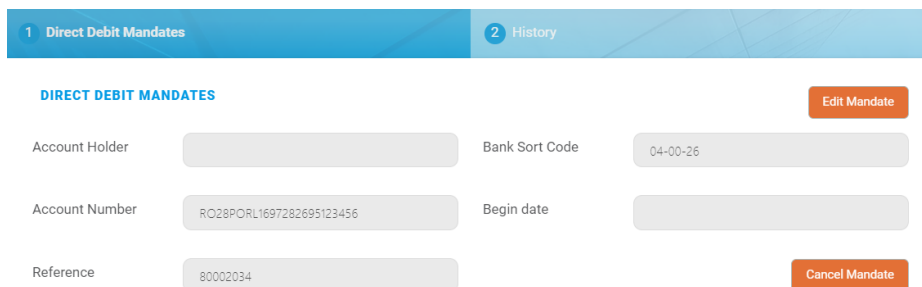 1 Direct Debit Mandates 2 History
DIRECT DEBIT MANDATES
Edit Mandate
Account Holder Bank Sort Code 04-00-26
Account Number RO28PORL1697282695123456 Begin date
Reference 80002034 Cancel Mandate